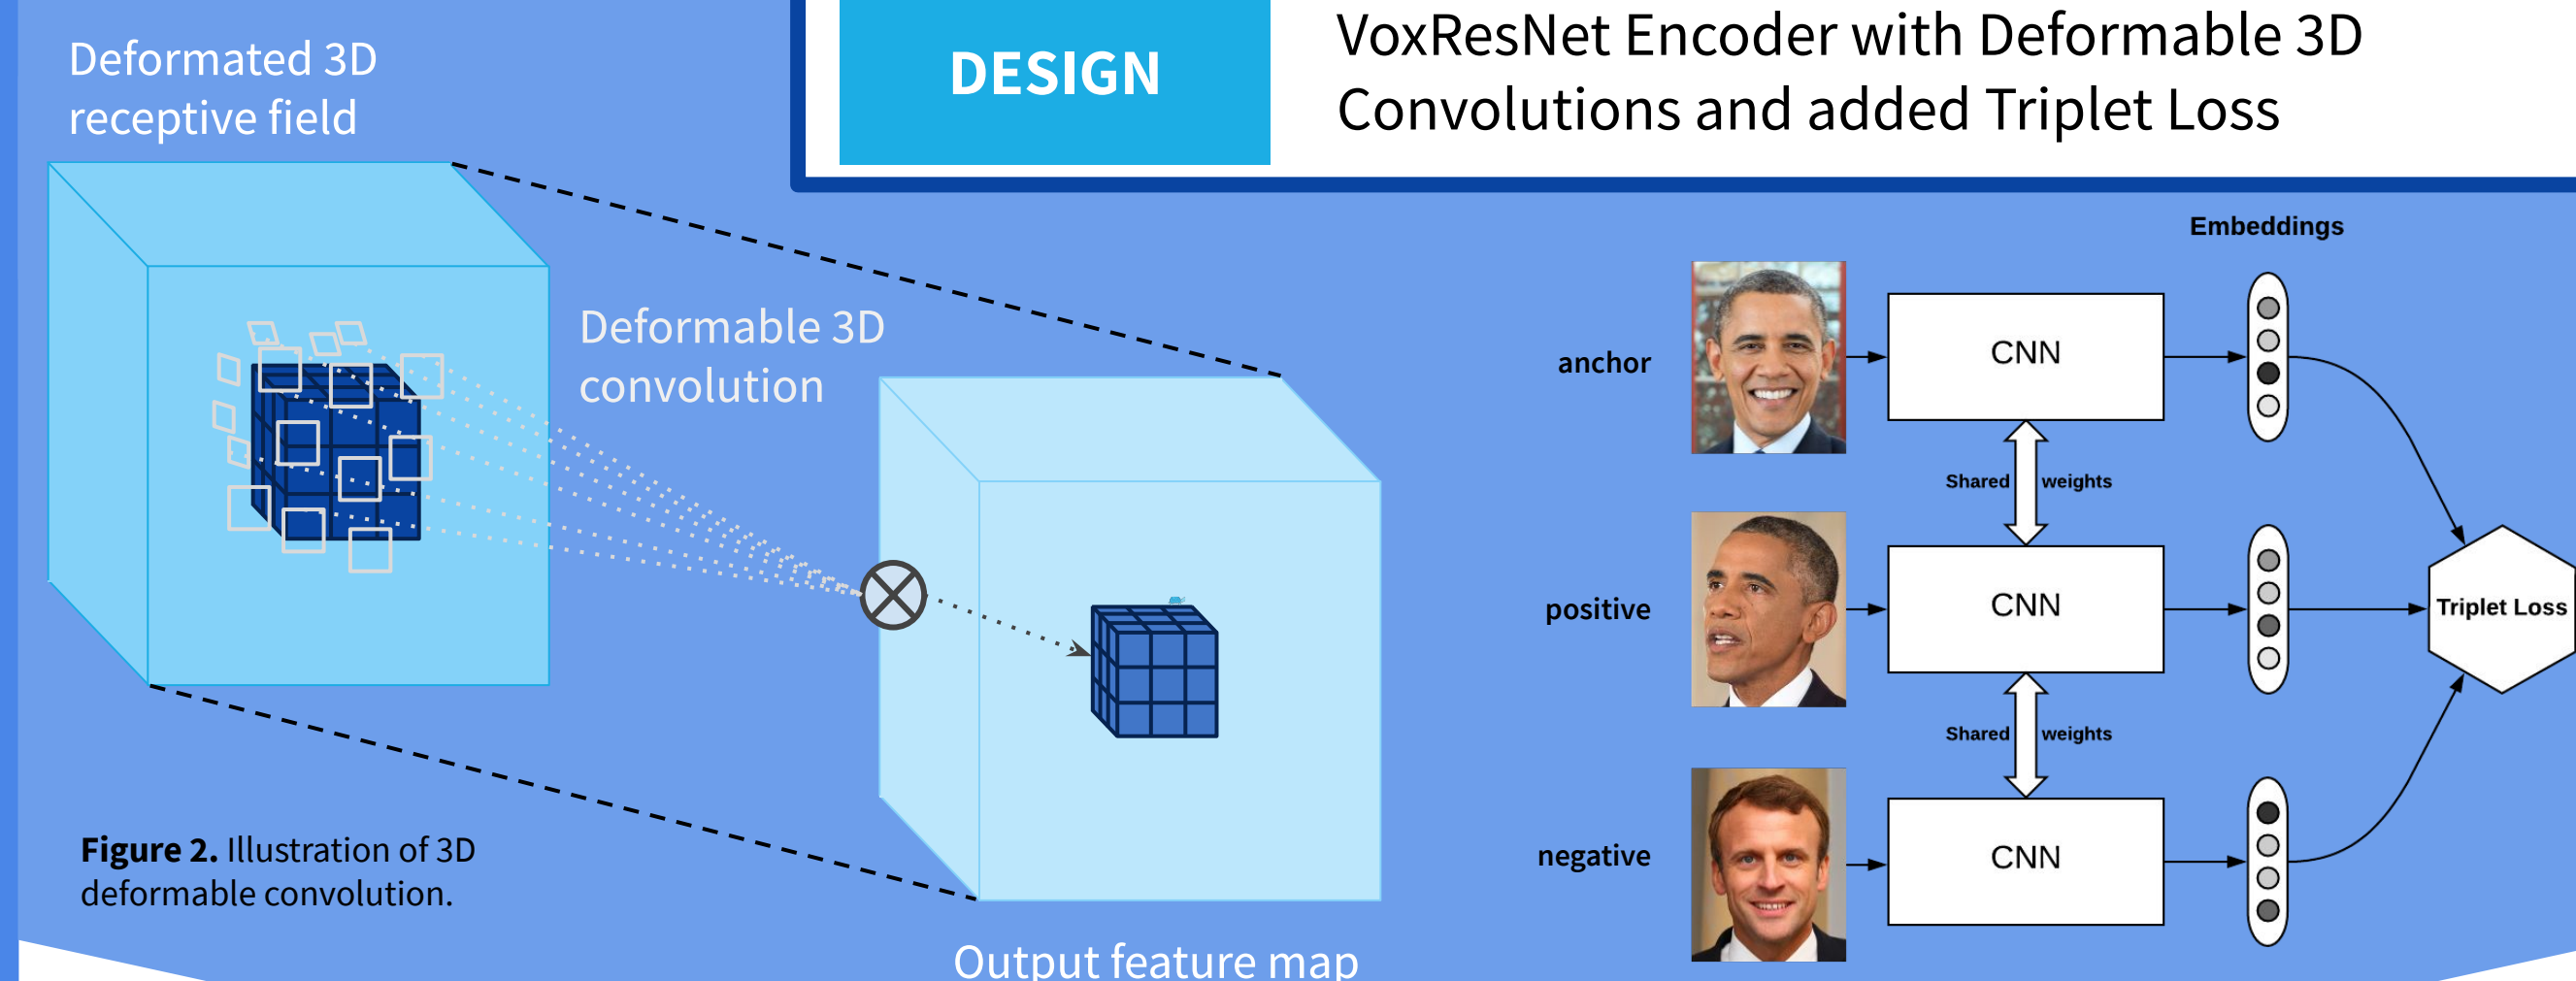 Deformated 3D
receptive field
DESIGN
VoxResNet Encoder with Deformable 3D
Convolutions and added Triplet Loss
Deformable 3D
convolution
Figure 2. Illustration of 3D
deformable convolution.
Output feature map
Embeddings
anchor
CNN
Shared weights
positive
CNN
Triplet Loss
Shared weights
negative
CNN